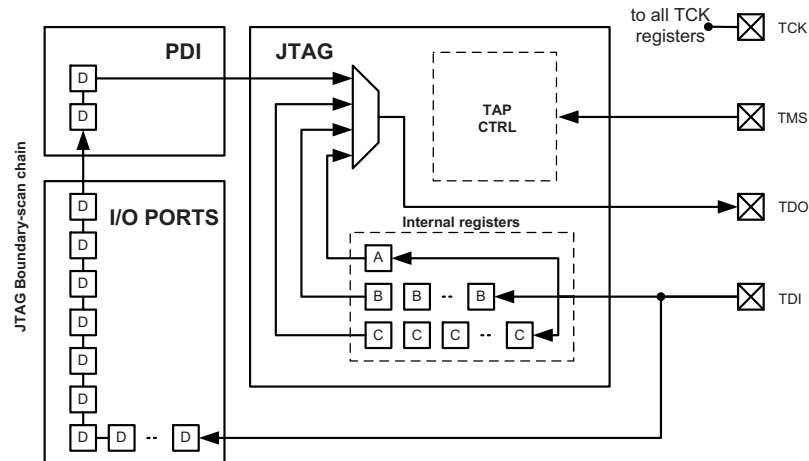 to all TCK
registers
TCK
PDI
JTAG
D
D
TAP
CTRL
TMS
I/O PORTS
D
TDO
Internal registers
D
A
JTAG Boundary-scan chain
D
B B -- B
TDI
D
C C C -- C
D
D
D D -- D